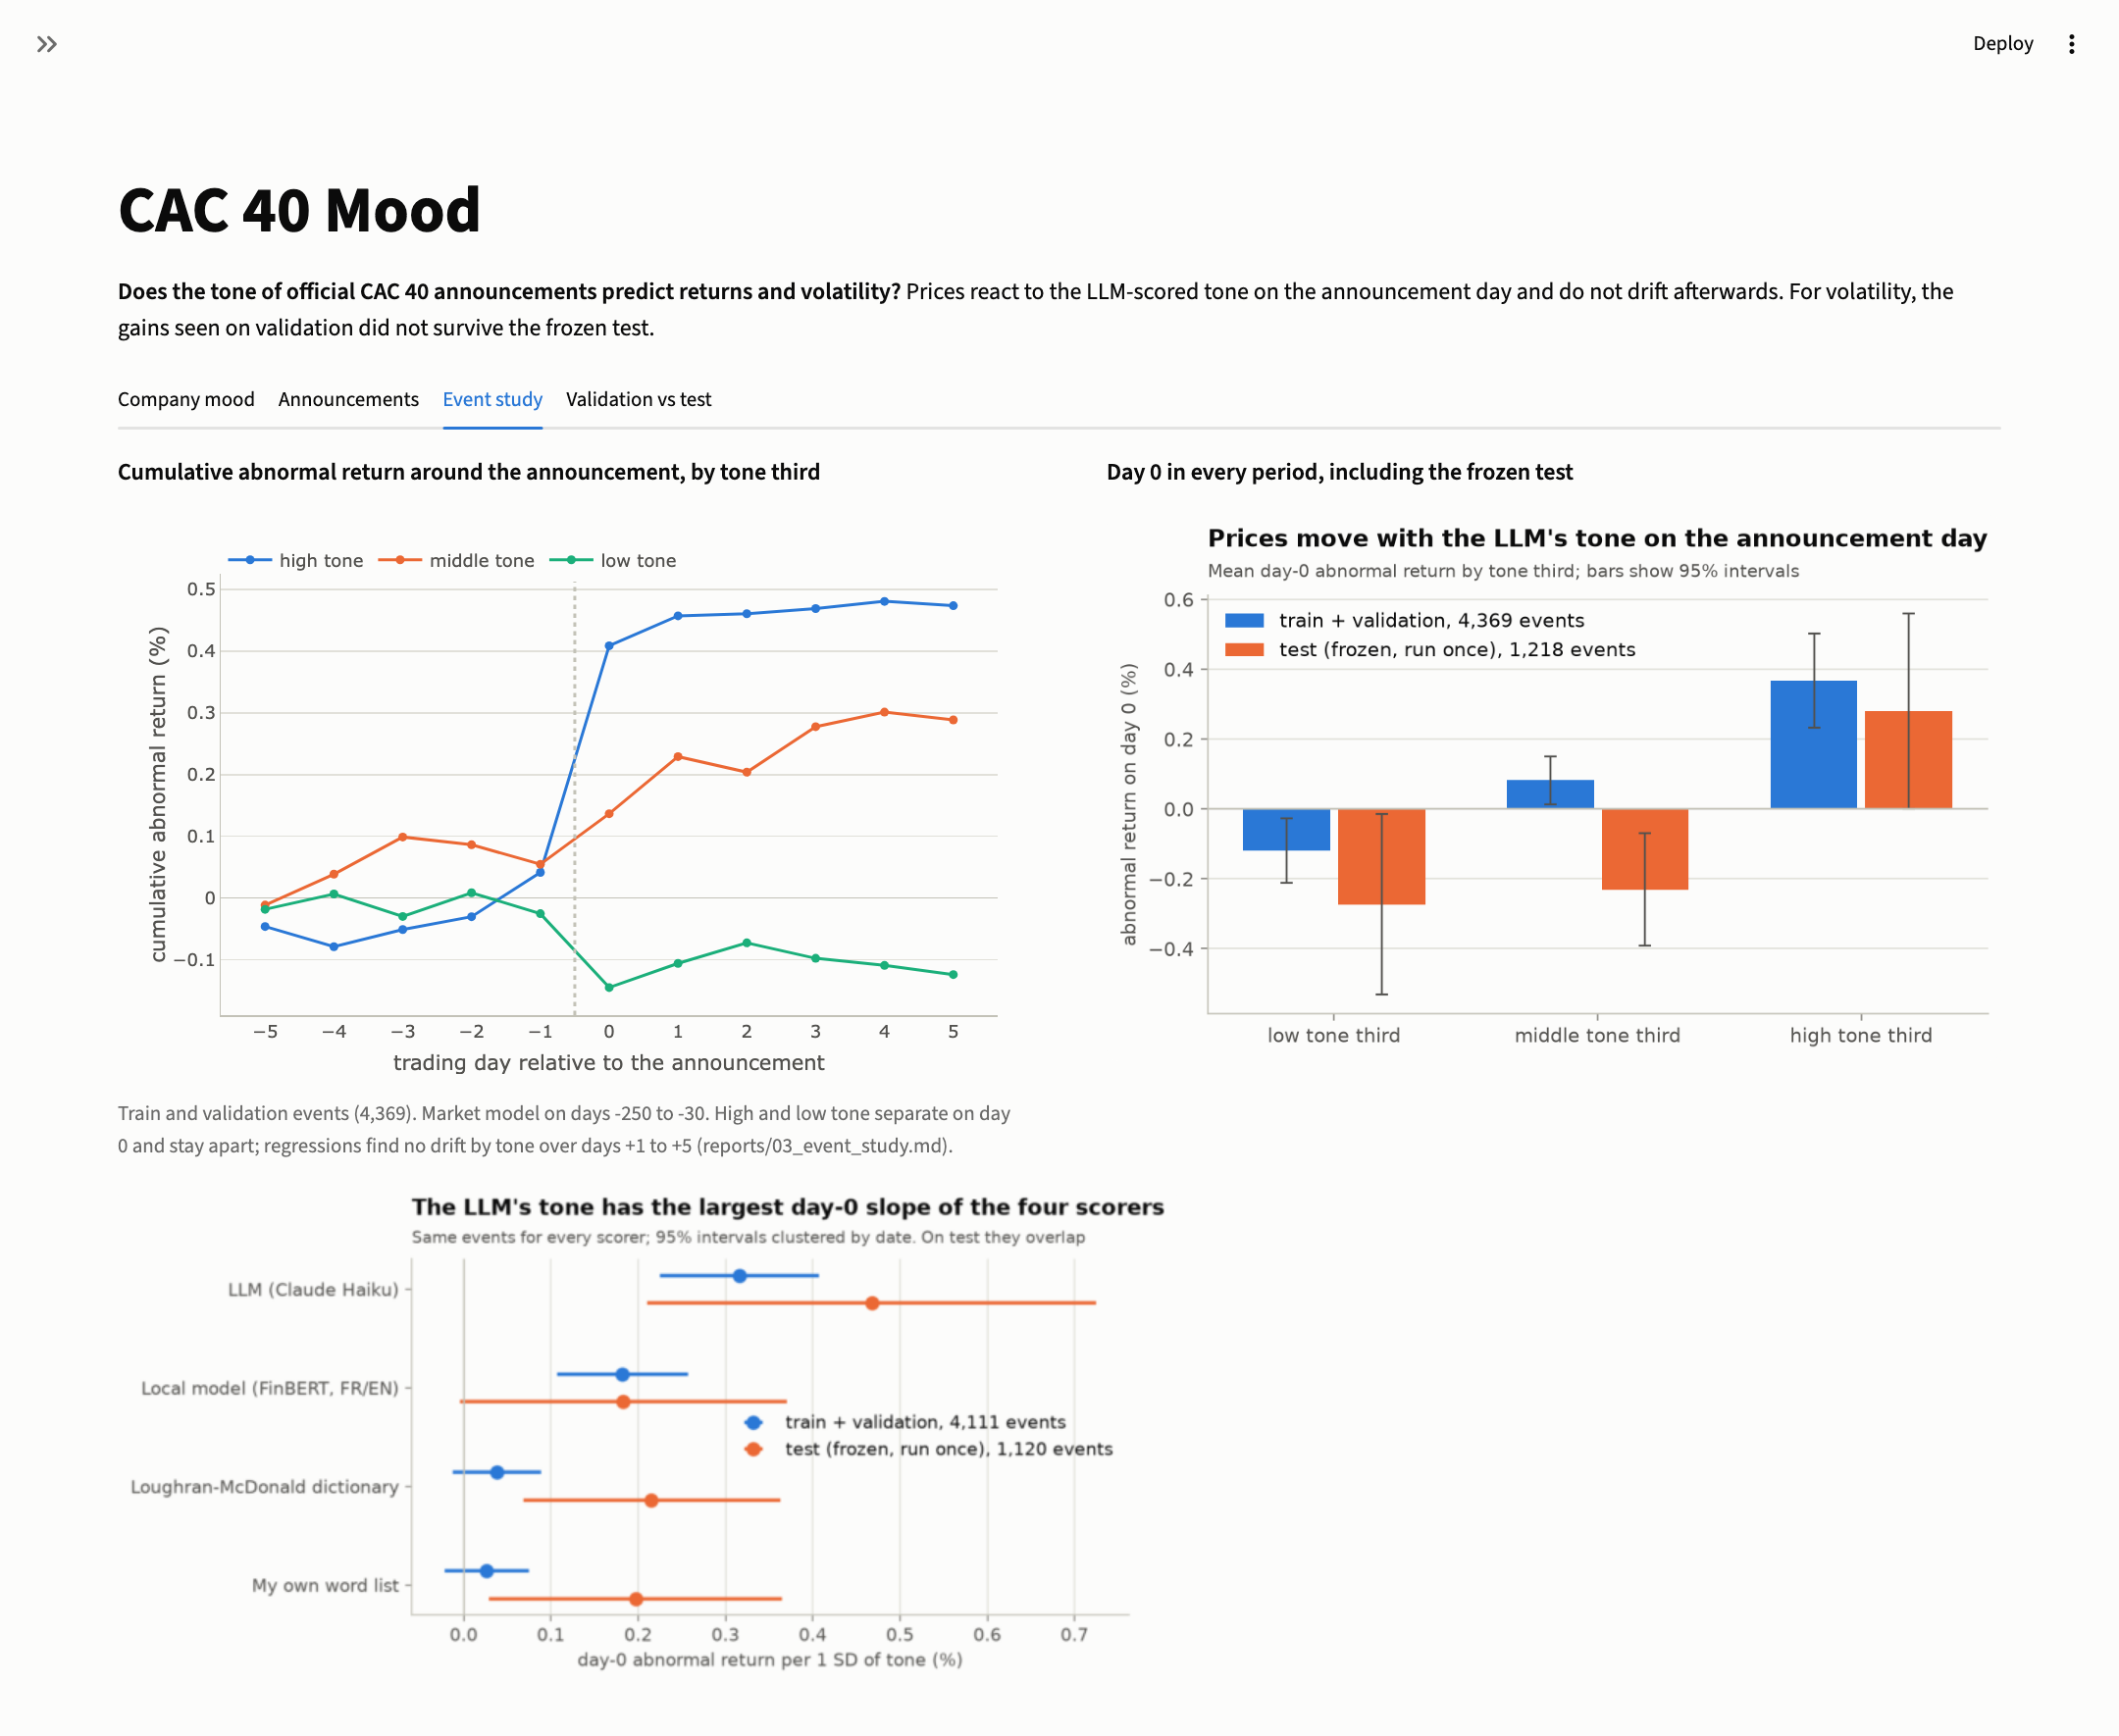 Deploy
CAC 40 Mood
Does the tone of official CAC 40 announcements predict returns and volatility? Prices react to the LLM-scored tone on the announcement day and do not drift afterwards. For volatility, the
gains seen on validation did not survive the frozen test.
Company mood Announcements Event study Validation vs test
Cumulative abnormal return around the announcement, by tone third
high tone middle tone low tone
cumulative abnormal return (%)
0.5
0.4
0.3
0.2
0.1
0
−0.1
−5 −4 −3 −2 −1 0 1 2 3 4 5
trading day relative to the announcement
Train and validation events (4,369). Market model on days -250 to -30. High and low tone separate on day
0 and stay apart; regressions find no drift by tone over days +1 to +5 (reports/03_event_study.md).
Day 0 in every period, including the frozen test
Prices move with the LLM's tone on the announcement day
Mean day-0 abnormal return by tone third; bars show 95% intervals
train + validation, 4,369 events
test (frozen, run once), 1,218 events
abnormal return on day 0 (%)
0.6
0.4
0.2
0.0
−0.2
−0.4
low tone third middle tone third high tone third
The LLM's tone has the largest day-0 slope of the four scorers
Same events for every scorer; 95% intervals clustered by date. On test they overlap
LLM (Claude Haiku)
Local model (FinBERT, FR/EN)
train + validation, 4,111 events
test (frozen, run once), 1,120 events
Loughran-McDonald dictionary
My own word list
0.0 0.1 0.2 0.3 0.4 0.5 0.6 0.7
day-0 abnormal return per 1 SD of tone (%)